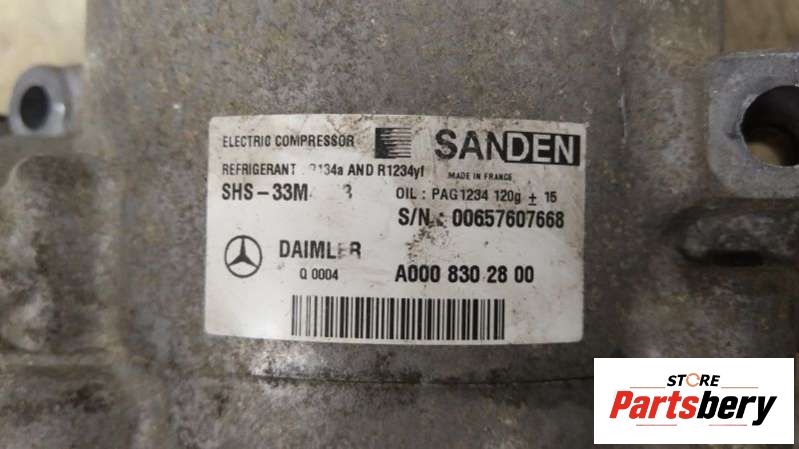 ELECTRIC COMPRESSOR SANDEN
REFRIGERANT : R134a AND R1234yf MADE IN FRANCE
SHS-33M OIL : PAG1234 120g ± 15
S/N : 00657607668
DAIMLER
Q 0004 A000 830 28 00
STORE
Partsbery